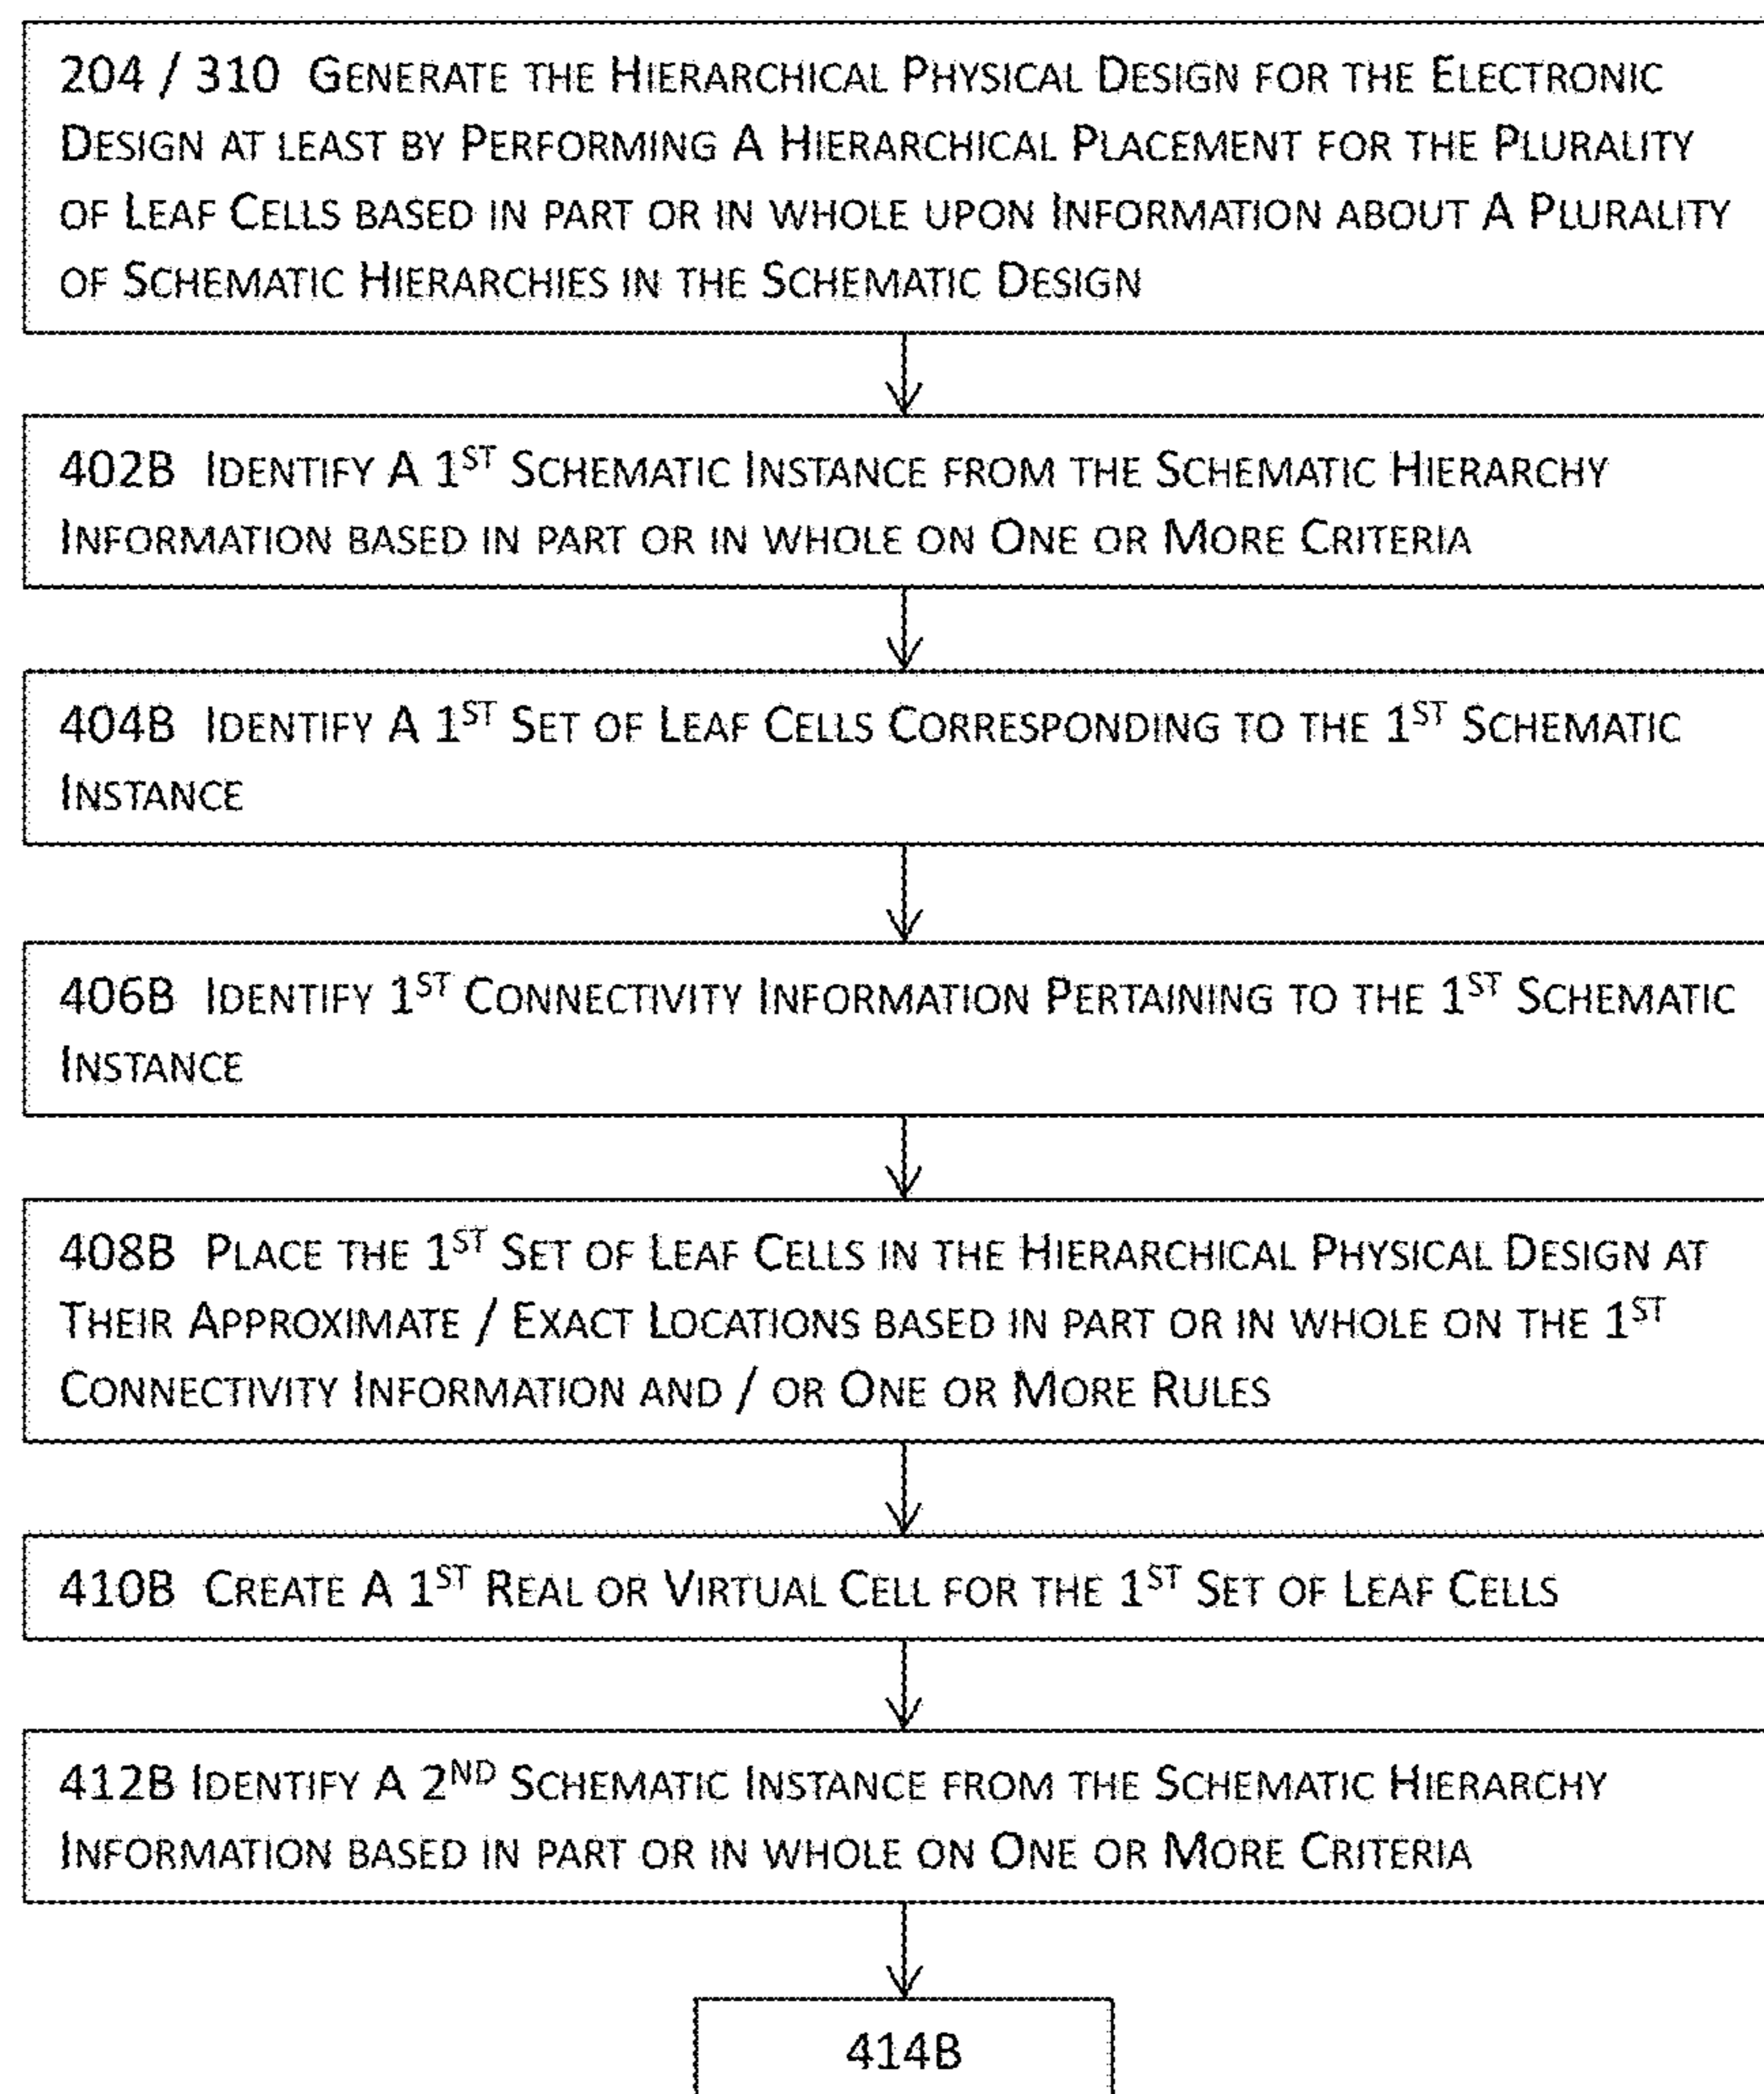 204 / 310 GENERATE THE HIERARCHICAL PHYSICAL DESIGN FOR THE ELECTRONIC
DESIGN AT LEAST BY PERFORMING A HIERARCHICAL PLACEMENT FOR THE PLURALITY
OF LEAF CELLS BASED IN PART OR IN WHOLE UPON INFORMATION ABOUT A PLURALITY
OF SCHEMATIC HIERARCHIES IN THE SCHEMATIC DESIGN
402B IDENTIFY A 1ST SCHEMATIC INSTANCE FROM THE SCHEMATIC HIERARCHY
INFORMATION BASED IN PART OR IN WHOLE ON ONE OR MORE CRITERIA
404B IDENTIFY A 1ST SET OF LEAF CELLS CORRESPONDING TO THE 1ST SCHEMATIC
INSTANCE
406B IDENTIFY 1ST CONNECTIVITY INFORMATION PERTAINING TO THE 1ST SCHEMATIC
INSTANCE
408B PLACE THE 1ST SET OF LEAF CELLS IN THE HIERARCHICAL PHYSICAL DESIGN AT
THEIR APPROXIMATE / EXACT LOCATIONS BASED IN PART OR IN WHOLE ON THE 1ST
CONNECTIVITY INFORMATION AND / OR ONE OR MORE RULES
410B CREATE A 1ST REAL OR VIRTUAL CELL FOR THE 1ST SET OF LEAF CELLS
412B IDENTIFY A 2ND SCHEMATIC INSTANCE FROM THE SCHEMATIC HIERARCHY
INFORMATION BASED IN PART OR IN WHOLE ON ONE OR MORE CRITERIA
414B